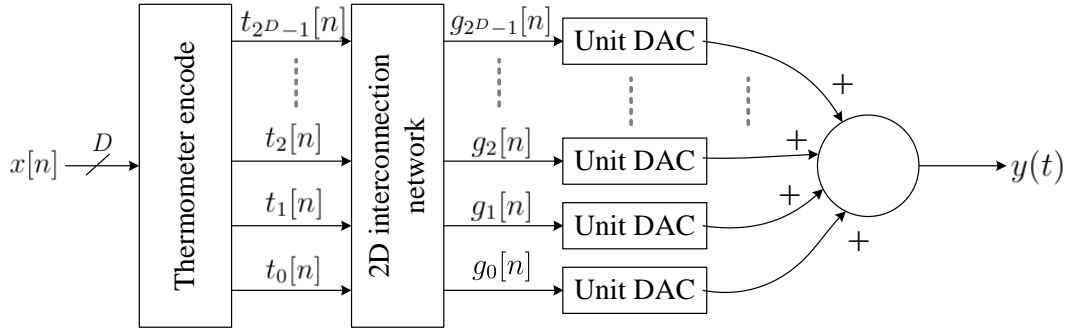 x[n]
D
Thermometer encode
t_{2^D-1}[n]
t_2[n]
t_1[n]
t_0[n]
2D interconnection
network
g_{2^D-1}[n]
g_2[n]
g_1[n]
g_0[n]
Unit DAC
Unit DAC
Unit DAC
Unit DAC
+
+
+
+
y(t)